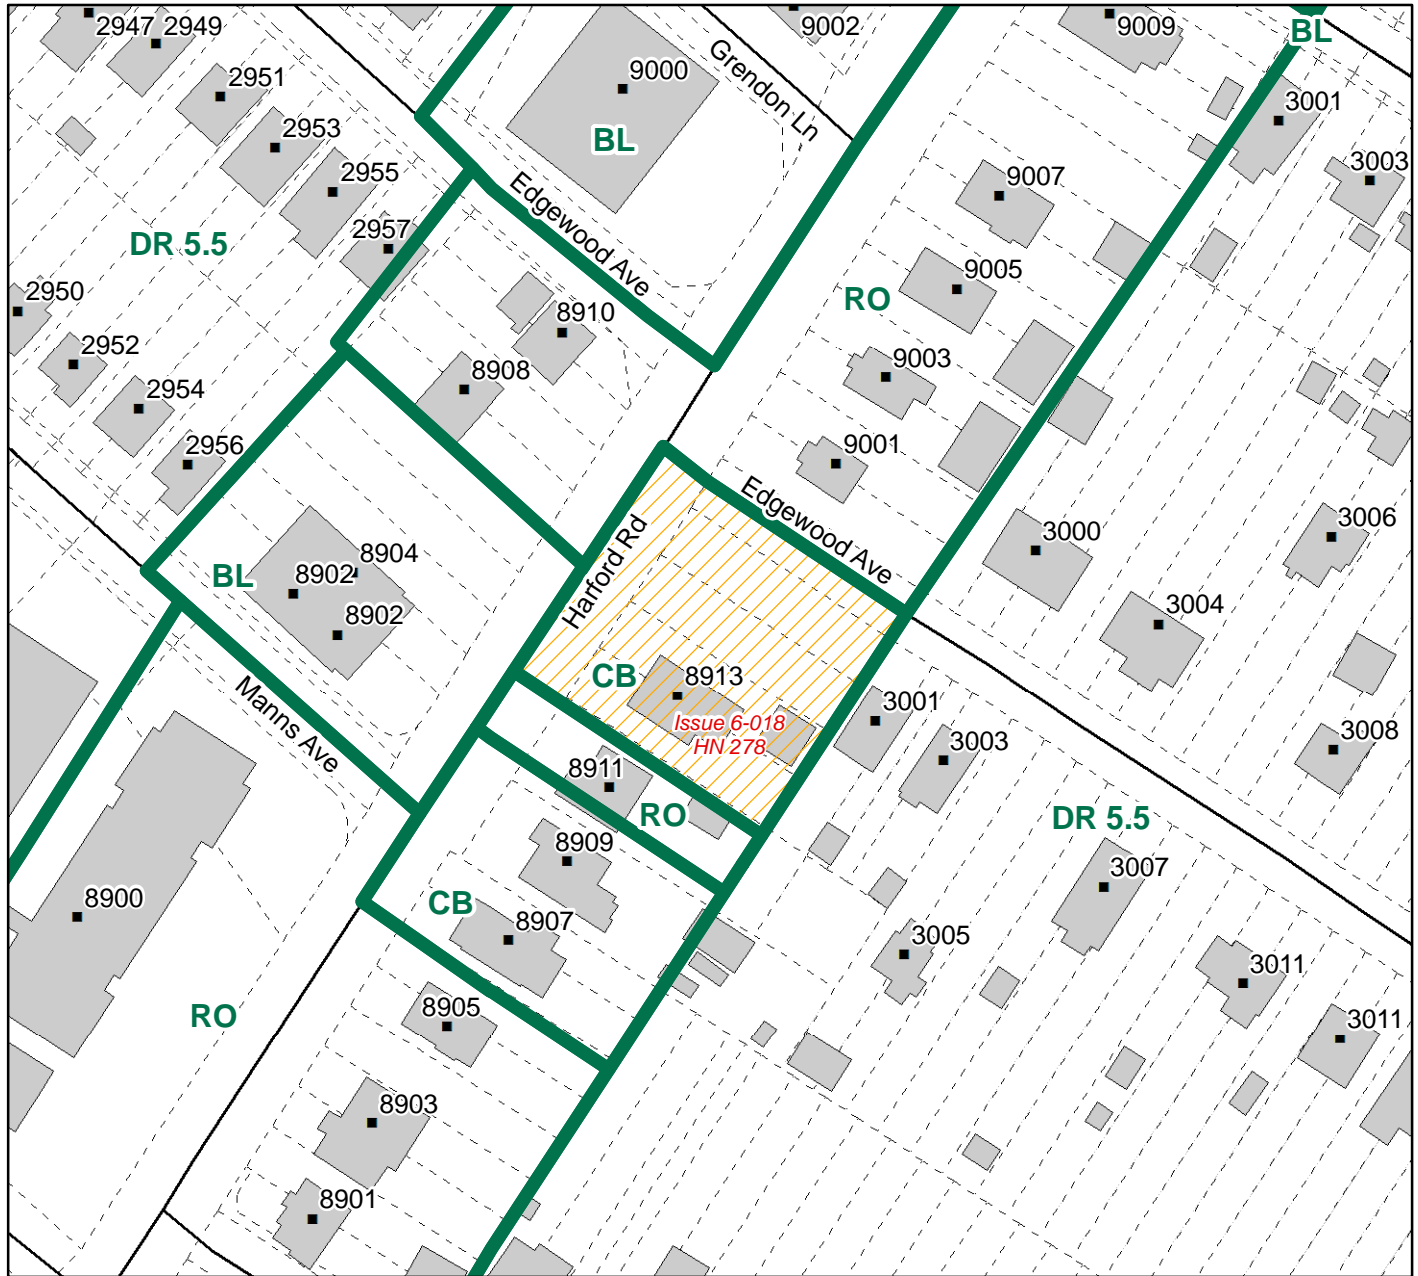 2947
2949
9002
9009
BL
2951
9000
Grendon Ln
3001
2953
BL
3003
2955
9007
2957
Edgewood Ave
DR 5.5
9005
2950
RO
8910
2952
9003
8908
2954
2956
9001
Edgewood Ave
3006
3000
Harford Rd
8904
BL
8902
3004
8902
CB
8913
Manns Ave
3001
Issue 6-018
HN 278
3003
3008
8911
RO
DR 5.5
8909
3007
8900
CB
8907
3005
3011
RO
8905
3011
8903
8901